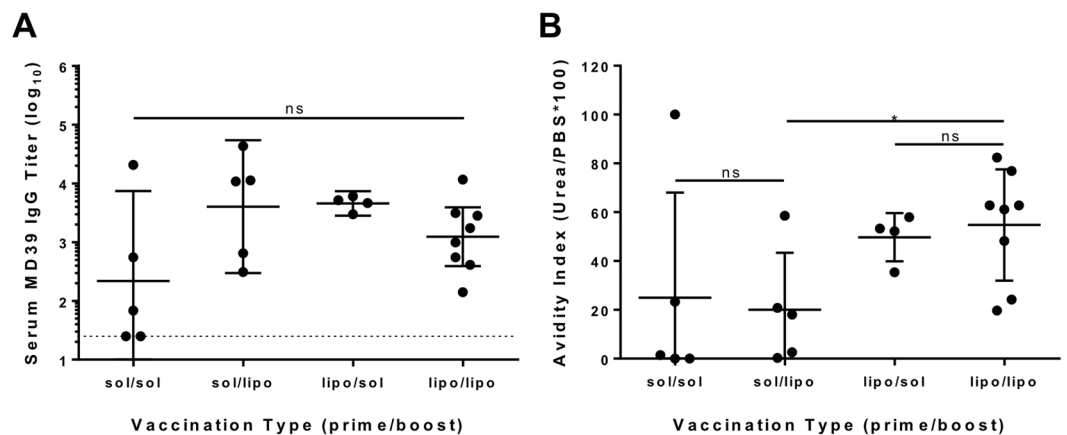 A
Serum MD39 IgG Titer (log10)
6
5
4
3
2
1
ns
sol/sol
sol/lipo
lipo/sol
lipo/lipo
Vaccination Type (prime/boost)
B
Avidity Index (Urea/PBS*100)
120
100
80
60
40
20
0
*
ns
ns
sol/sol
sol/lipo
lipo/sol
lipo/lipo
Vaccination Type (prime/boost)